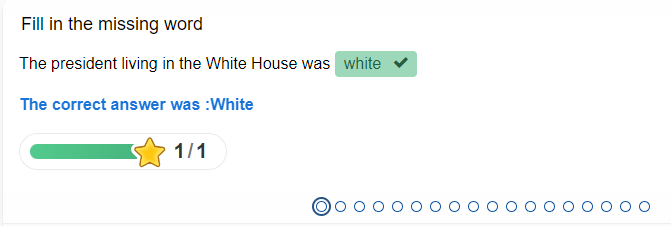 Fill in the missing word
The president living in the White House was white ✔
The correct answer was :White
1/1